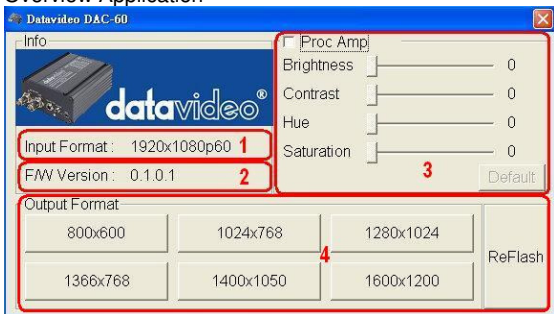 Overview Application
Datavideo DAC-60
Info
datavideo®
Input Format : 1920x1080p60 1
F/W Version : 0.1.0.1 2
Proc Amp
Brightness 0
Contrast 0
Hue 0
Saturation 0
3
Default
Output Format
800x600 1024x768 1280x1024
4
1366x768 1400x1050 1600x1200
ReFlash